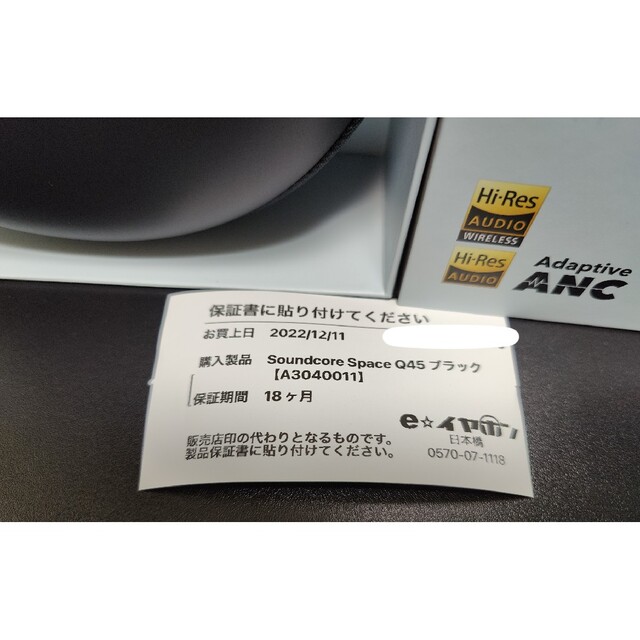 Hi-Res
AUDIO
WIRELESS
Hi-Res
AUDIO
Adaptive
ANC
保証書に貼り付けてください
お買上日 2022/12/11
購入製品 Soundcore Space Q45 ブラック
【A3040011】
保証期間 18ヶ月
e☆イヤホン
日本橋
0570-07-1118
販売店印の代わりとなるものです。
製品保証書に貼り付けてください。